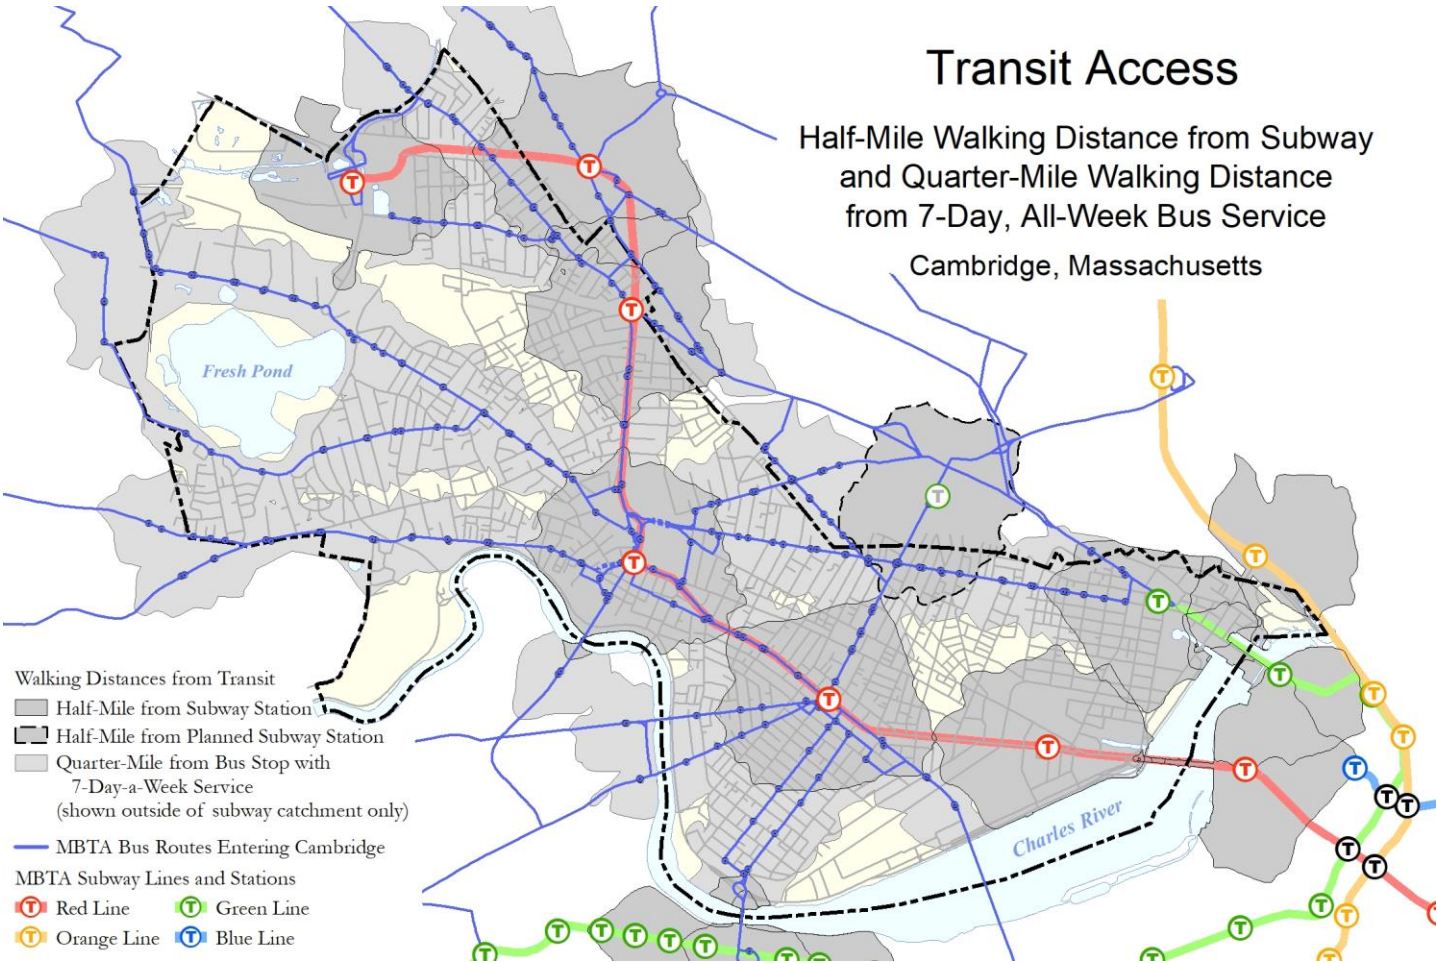 Transit Access
Half-Mile Walking Distance from Subway
and Quarter-Mile Walking Distance
from 7-Day, All-Week Bus Service
Cambridge, Massachusetts
Fresh Pond
Charles River
Walking Distances from Transit
Half-Mile from Subway Station
Half-Mile from Planned Subway Station
Quarter-Mile from Bus Stop with
7-Day-a-Week Service
(shown outside of subway catchment only)
MBTA Bus Routes Entering Cambridge
MBTA Subway Lines and Stations
T Red Line T Green Line
T Orange Line T Blue Line